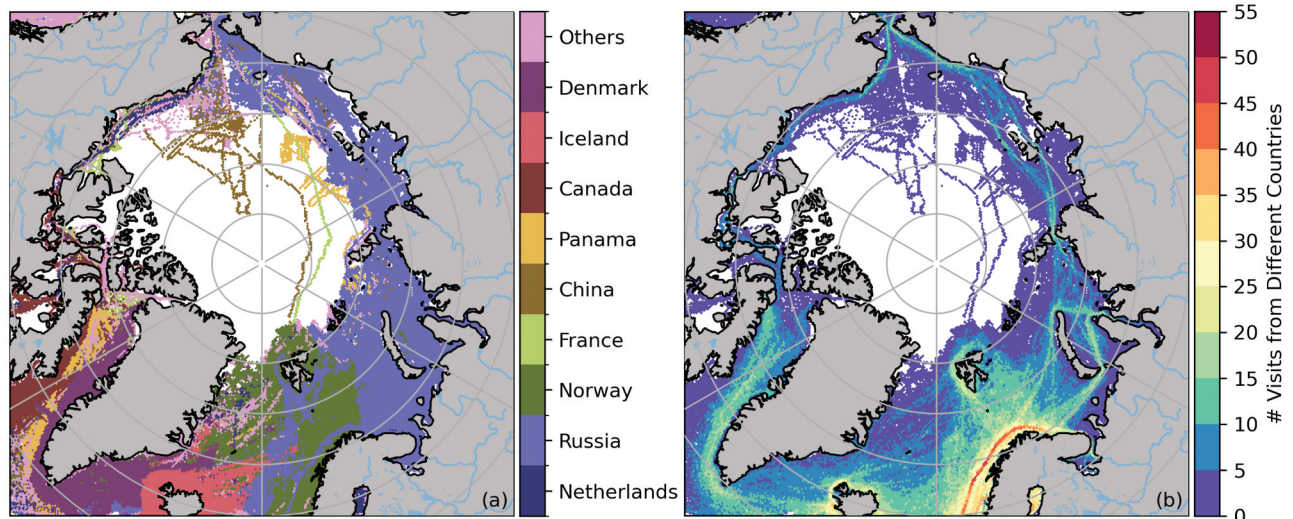 Others
Denmark
Iceland
Canada
Panama
China
France
Norway
Russia
Netherlands
(a)
55
50
45
40
35
30
25
20
15
10
5
0
# Visits from Different Countries
(b)